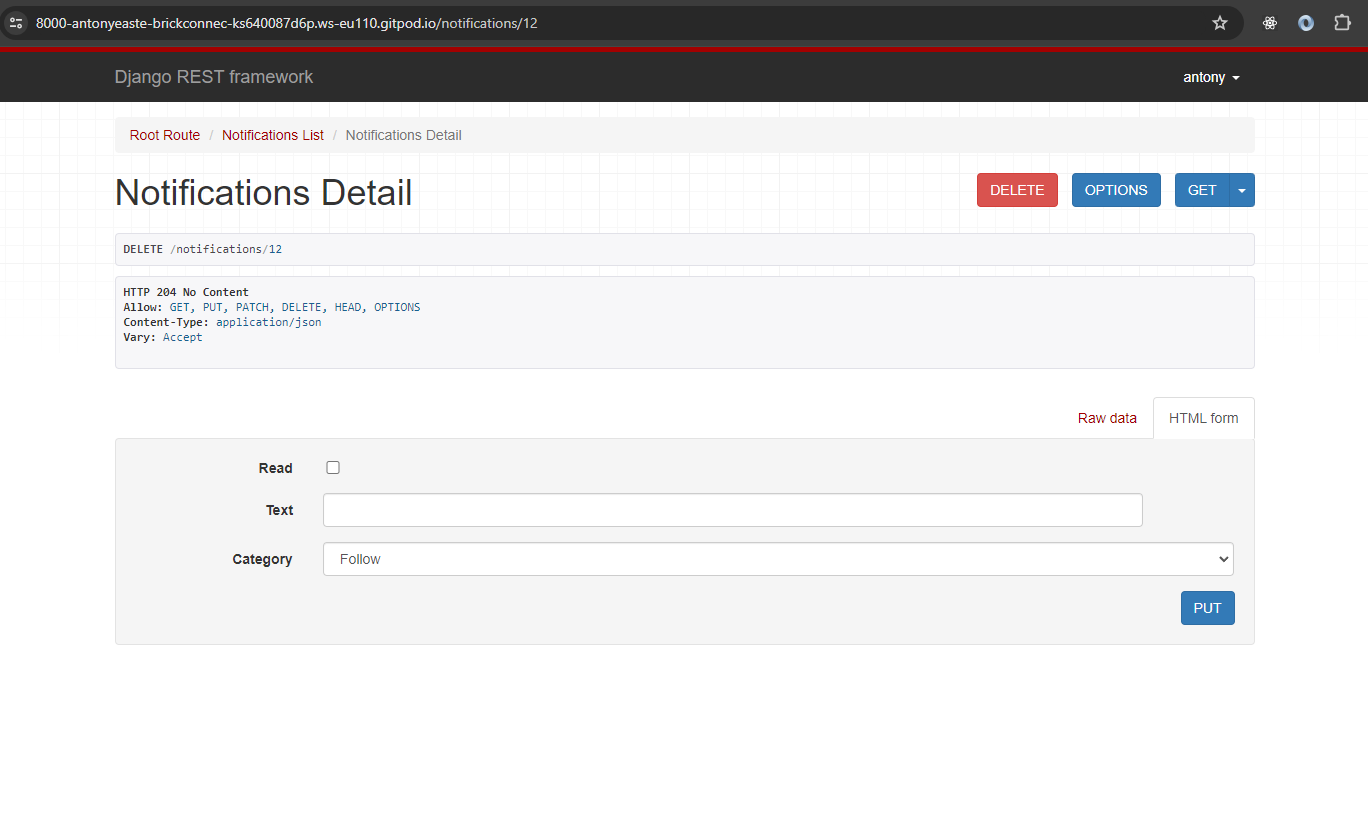 8000-antonyeaste-brickconnec-ks640087d6p.ws-eu110.gitpod.io/notifications/12
Django REST framework antony
Root Route / Notifications List / Notifications Detail
Notifications Detail DELETE OPTIONS GET
DELETE /notifications/12
HTTP 204 No Content
Allow: GET, PUT, PATCH, DELETE, HEAD, OPTIONS
Content-Type: application/json
Vary: Accept
Raw data HTML form
Read
Text
Category Follow
PUT